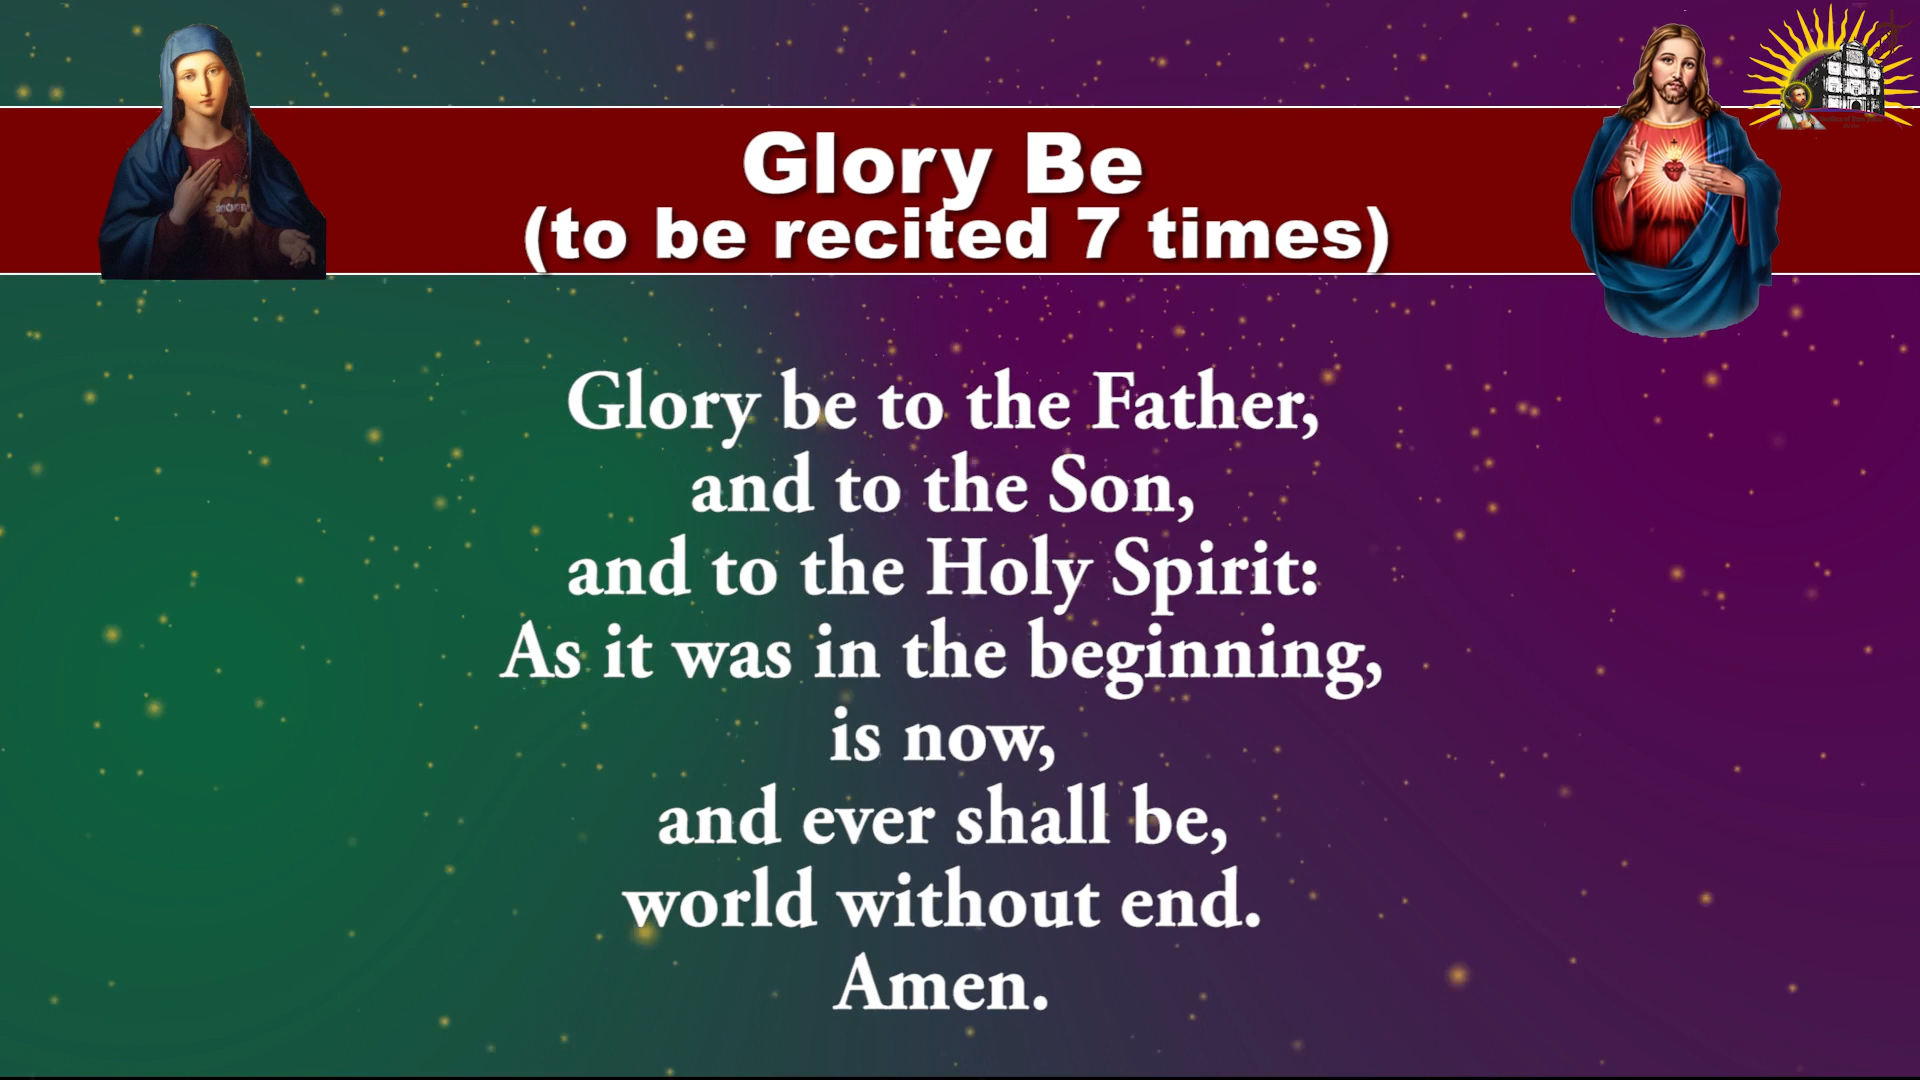 Glory Be
(to be recited 7 times)
Glory be to the Father,
and to the Son,
and to the Holy Spirit:
As it was in the beginning,
is now,
and ever shall be,
world without end.
Amen.